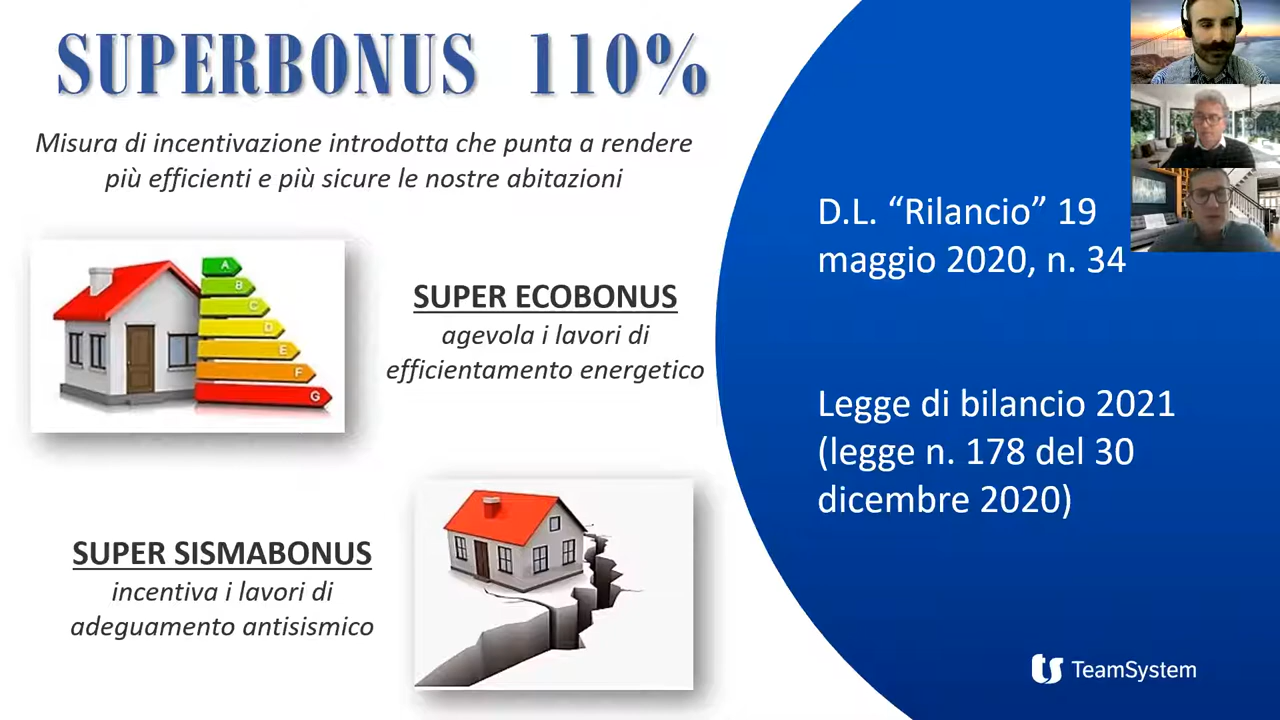 SUPERBONUS 110%
Misura di incentivazione introdotta che punta a rendere
più efficienti e più sicure le nostre abitazioni
A
B
C
D
E
F
G
SUPER ECOBONUS
agevola i lavori di
efficientamento energetico
SUPER SISMABONUS
incentiva i lavori di
adeguamento antisismico
D.L. “Rilancio” 19
maggio 2020, n. 34
Legge di bilancio 2021
(legge n. 178 del 30
dicembre 2020)
TeamSystem